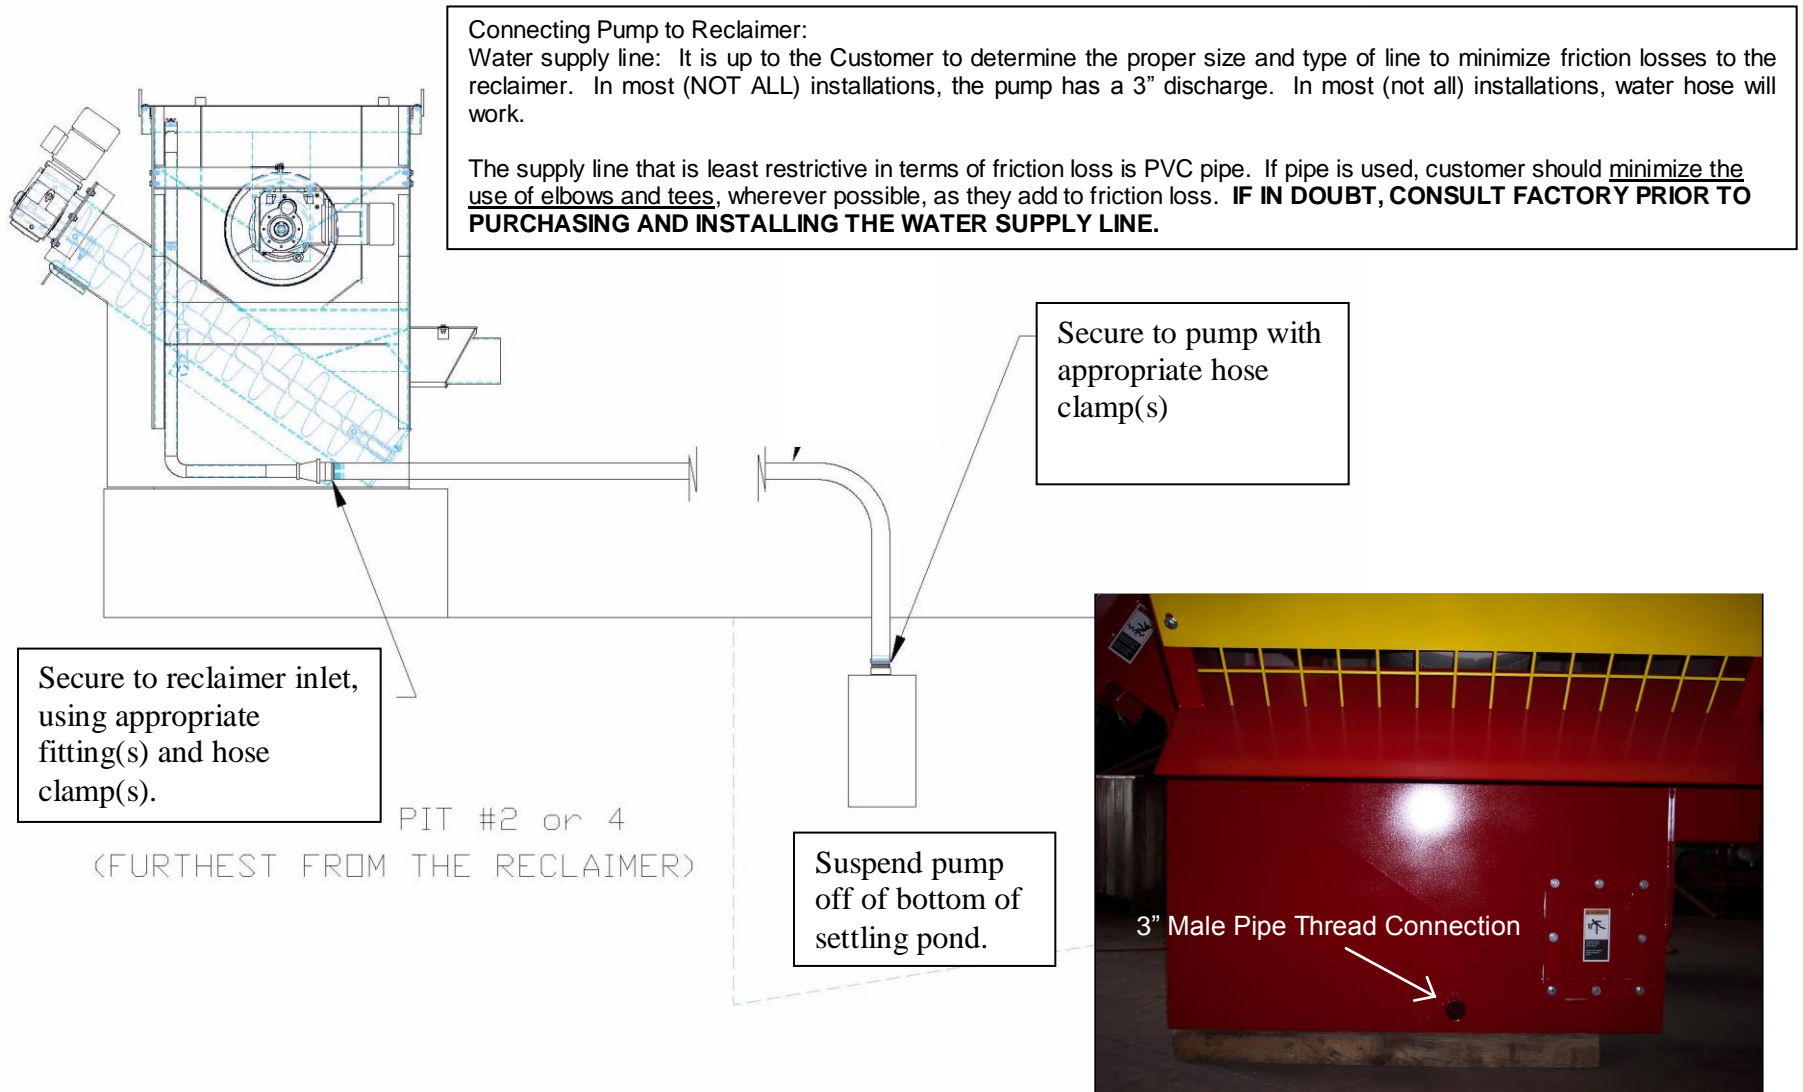 Connecting Pump to Reclaimer:
Water supply line:  It is up to the Customer to determine the proper size and type of line to minimize friction losses to the
reclaimer.  In most (NOT ALL) installations, the pump has a 3” discharge.  In most (not all) installations, water hose will
work.
The supply line that is least restrictive in terms of friction loss is PVC pipe.  If pipe is used, customer should minimize the
use of elbows and tees, wherever possible, as they add to friction loss.  IF IN DOUBT, CONSULT FACTORY PRIOR TO
PURCHASING AND INSTALLING THE WATER SUPPLY LINE.
Secure to pump with
appropriate hose
clamp(s)
Secure to reclaimer inlet,
using appropriate
fitting(s) and hose
clamp(s).
PIT #2 or 4
(FURTHEST FROM THE RECLAIMER)
Suspend pump
off of bottom of
settling pond.
3” Male Pipe Thread Connection